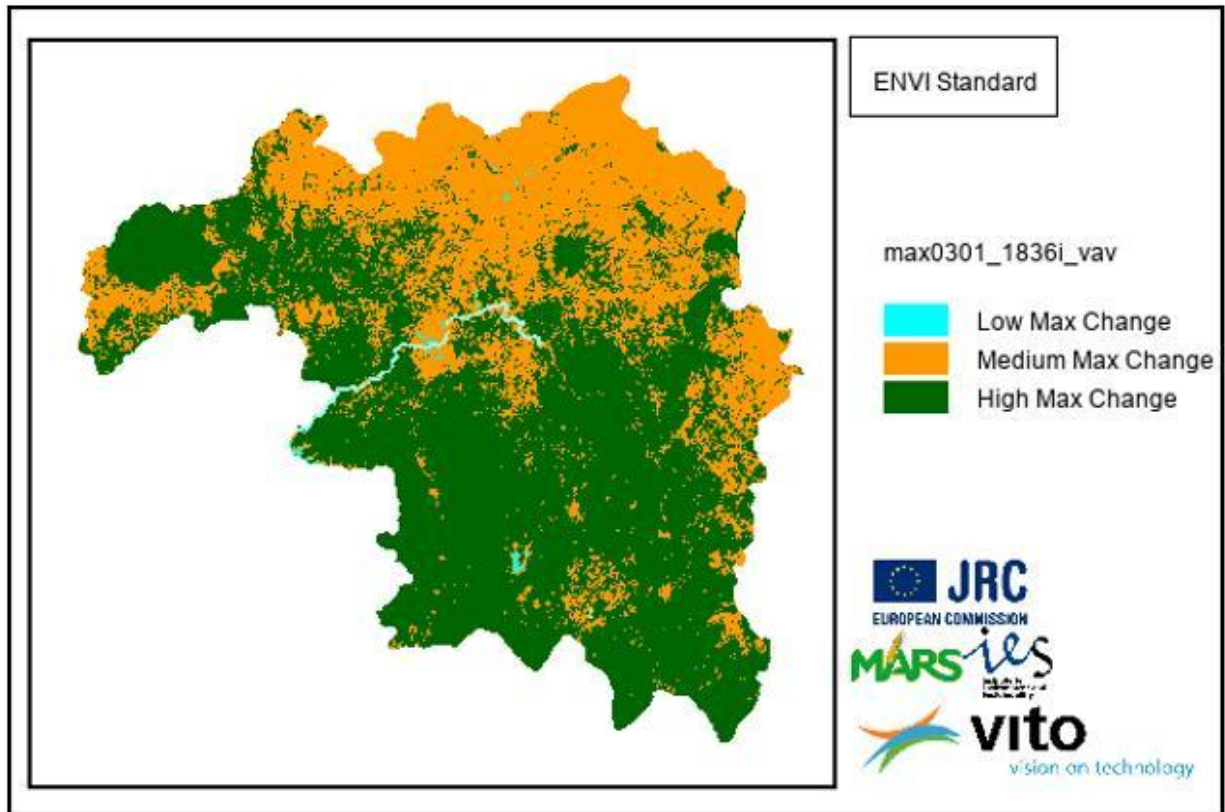 ENVI Standard
max0301_1836i_vav
Low Max Change
Medium Max Change
High Max Change
JRC
EUROPEAN COMMISSION
MARS ies
vito
vision on technology